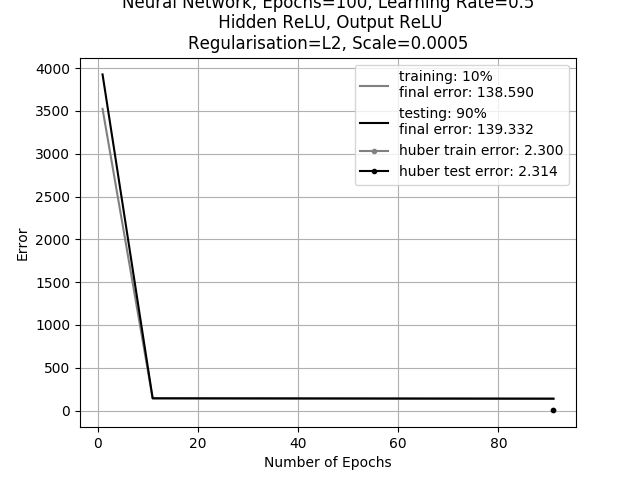 Neural Network, Epochs=100, Learning Rate=0.5
Hidden ReLU, Output ReLU
Regularisation=L2, Scale=0.0005
4000
3500
3000
2500
2000
1500
1000
500
0
Error
training: 10%
final error: 138.590
testing: 90%
final error: 139.332
huber train error: 2.300
huber test error: 2.314
0 20 40 60 80
Number of Epochs